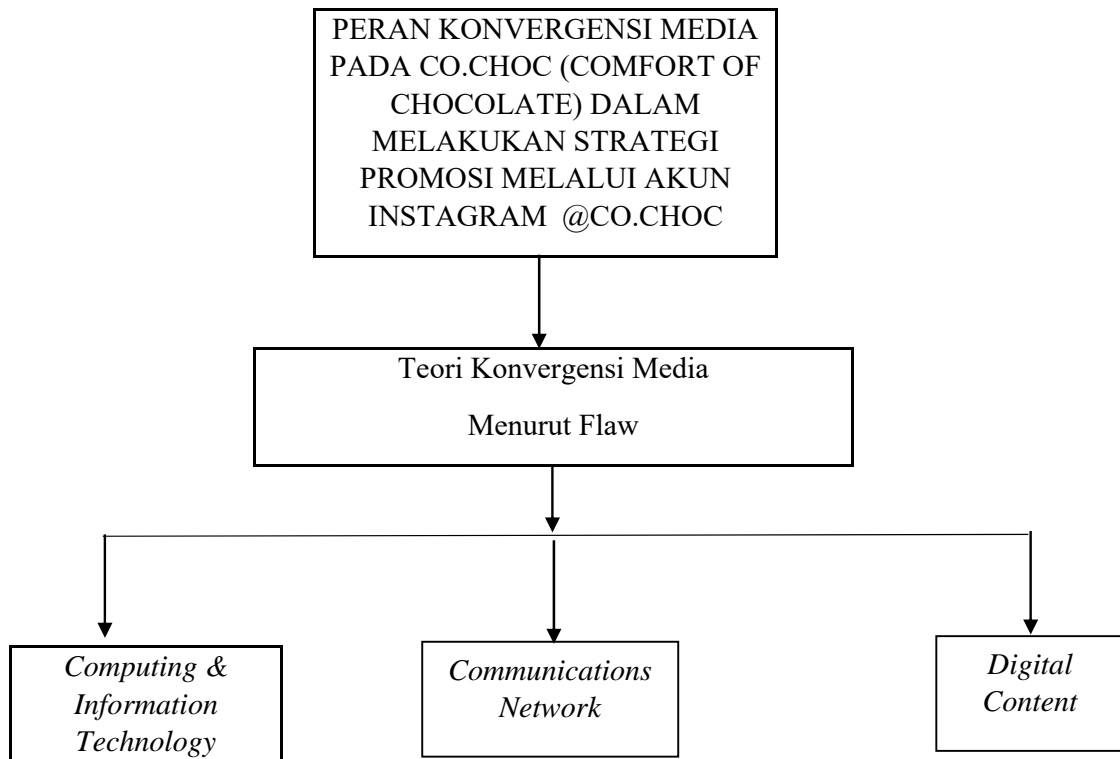 PERAN KONVERGENSI MEDIA
PADA CO.CHOC (COMFORT OF
CHOCOLATE) DALAM
MELAKUKAN STRATEGI
PROMOSI MELALUI AKUN
INSTAGRAM @CO.CHOC
Teori Konvergensi Media
Menurut Flaw
Computing &
Information
Technology
Communications
Network
Digital
Content